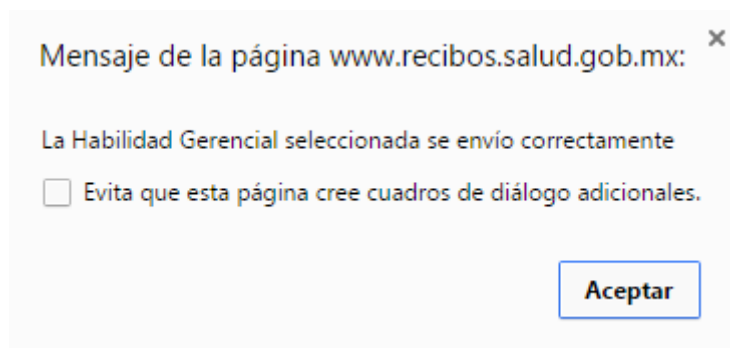 Mensaje de la página www.recibos.salud.gob.mx:
La Habilidad Gerencial seleccionada se envío correctamente
Evita que esta página cree cuadros de diálogo adicionales.
Aceptar